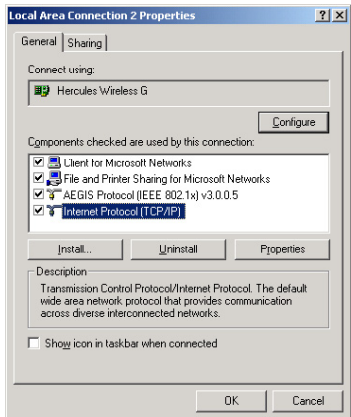 Local Area Connection 2 Properties
General Sharing
Connect using:
Hercules Wireless G
Configure
Components checked are used by this connection:
Client for Microsoft Networks
File and Printer Sharing for Microsoft Networks
AEGIS Protocol (IEEE 802.1x) v3.0.0.5
Internet Protocol (TCP/IP)
Install... Uninstall Properties
Description
Transmission Control Protocol/Internet Protocol. The default
wide area network protocol that provides communication
across diverse interconnected networks.
Show icon in taskbar when connected
OK Cancel